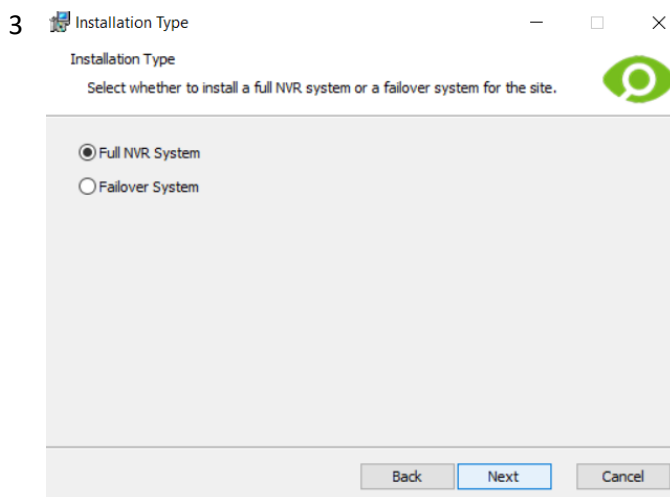 3
Installation Type
Installation Type
Select whether to install a full NVR system or a failover system for the site.
Full NVR System
Failover System
Back Next Cancel